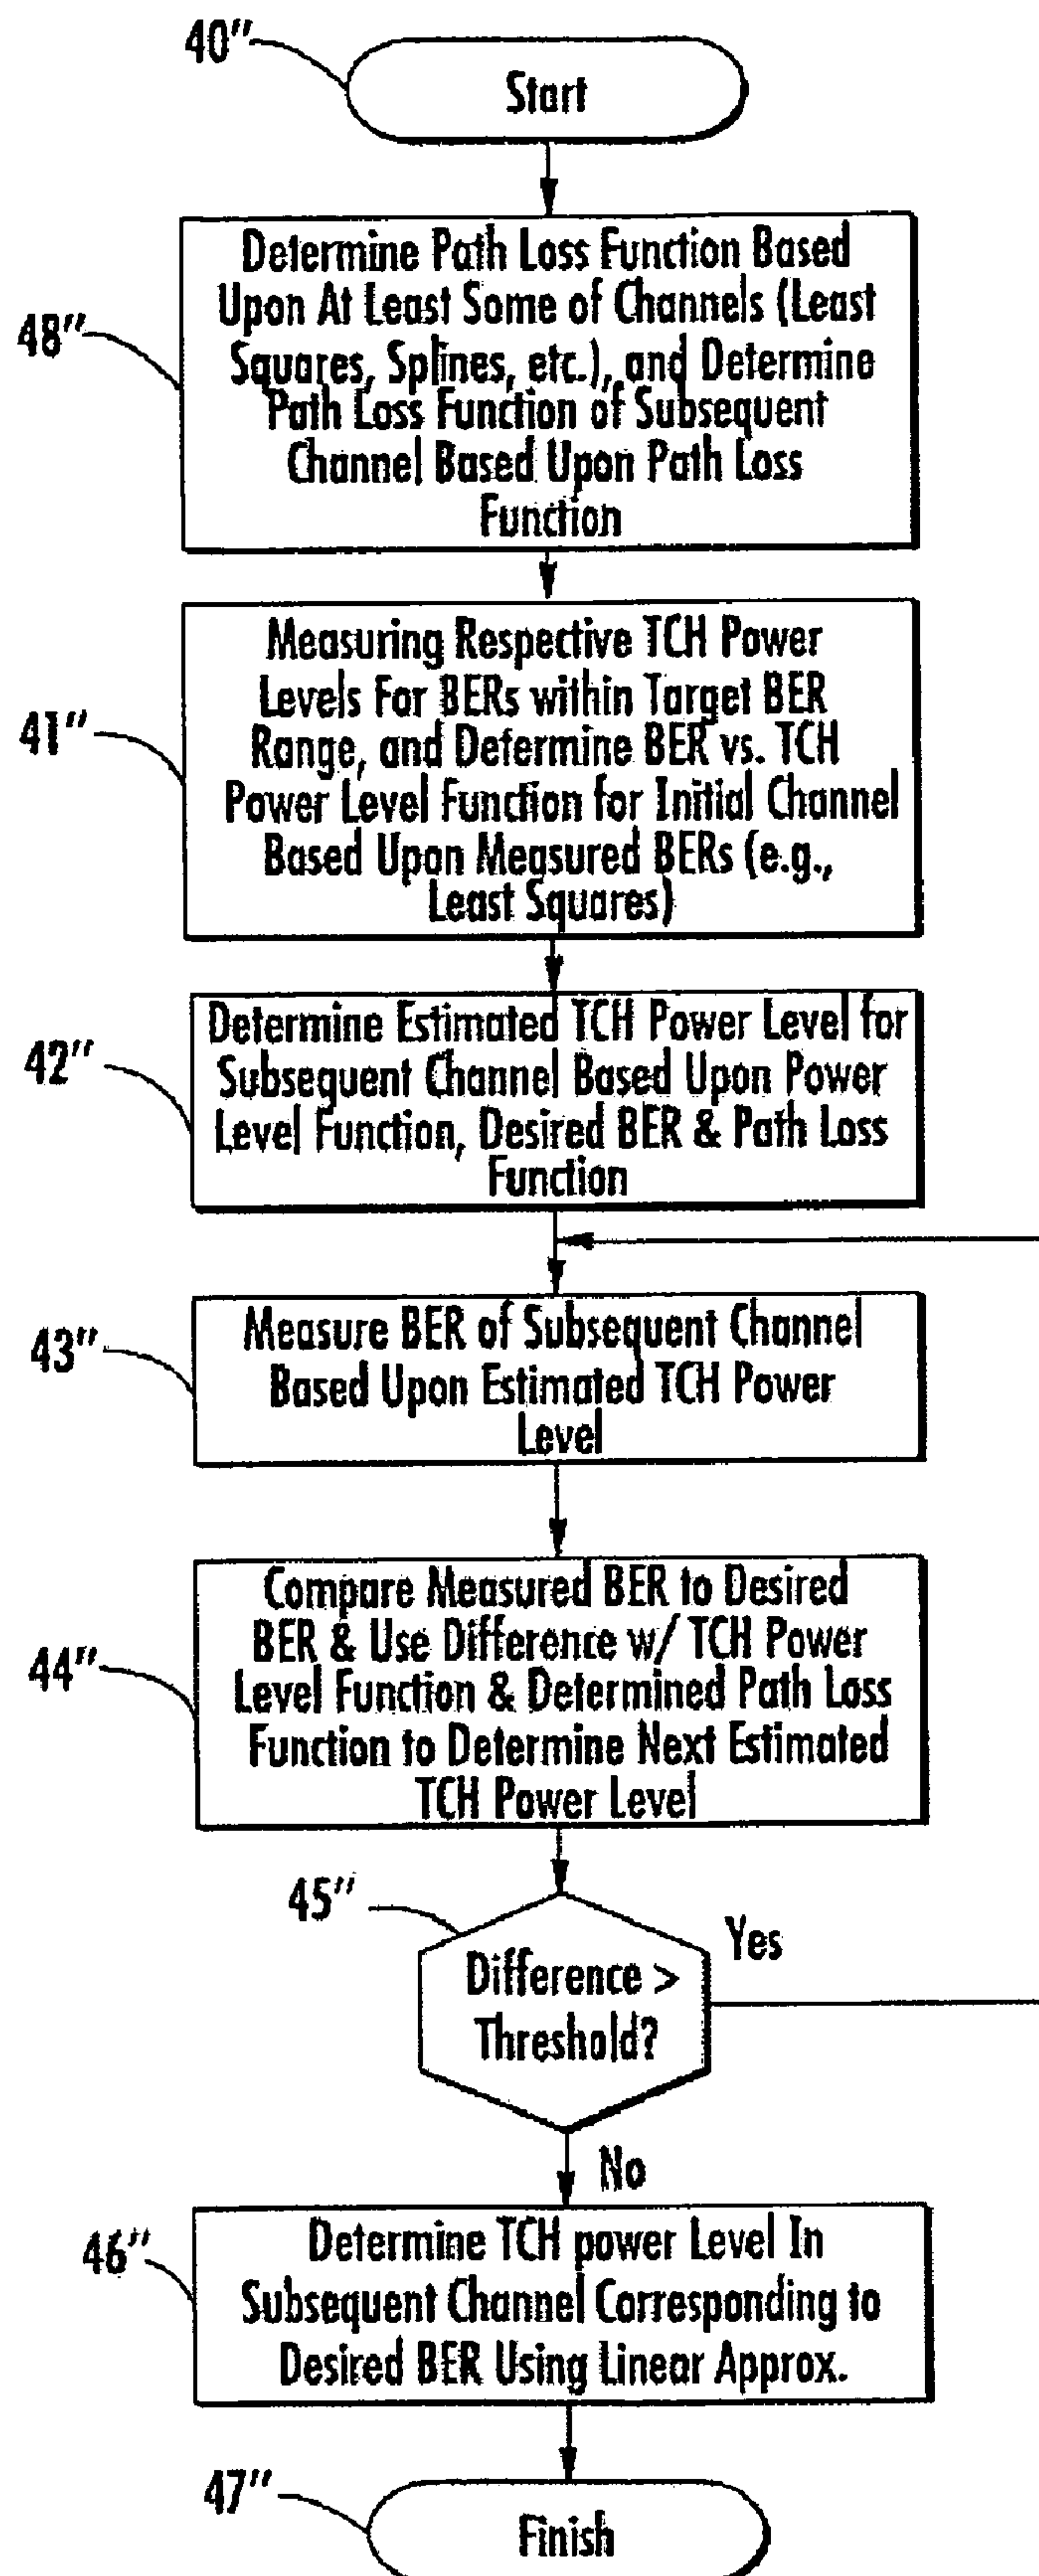 40"
Start
48"
Determine Path Loss Function Based
Upon At Least Some of Channels (Least
Squares, Splines, etc.), and Determine
Path Loss Function of Subsequent
Channel Based Upon Path Loss
Function
41"
Measuring Respective TCH Power
Levels For BERs within Target BER
Range, and Determine BER vs. TCH
Power Level Function for Initial Channel
Based Upon Measured BERs (e.g.,
Least Squares)
42"
Determine Estimated TCH Power Level for
Subsequent Channel Based Upon Power
Level Function, Desired BER & Path Loss
Function
43"
Measure BER of Subsequent Channel
Based Upon Estimated TCH Power
Level
44"
Compare Measured BER to Desired
BER & Use Difference w/ TCH Power
Level Function & Determined Path Loss
Function to Determine Next Estimated
TCH Power Level
45"
Difference >
Threshold?
Yes
No
46"
Determine TCH power Level In
Subsequent Channel Corresponding to
Desired BER Using Linear Approx.
47"
Finish